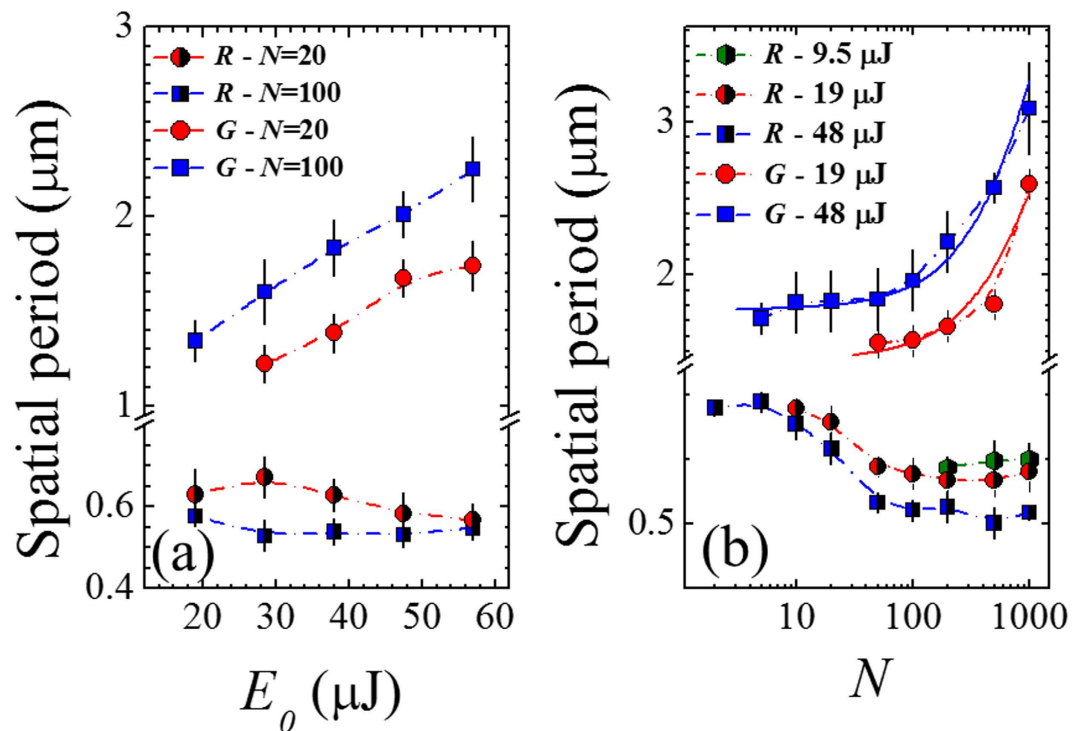 Spatial period (μm)
3
2
1
0.6
0.4
R - N=20
R - N=100
G - N=20
G - N=100
(a)
20 30 40 50 60
E0 (μJ)
Spatial period (μm)
3
2
0.5
R - 9.5 μJ
R - 19 μJ
R - 48 μJ
G - 19 μJ
G - 48 μJ
(b)
10 100 1000
N